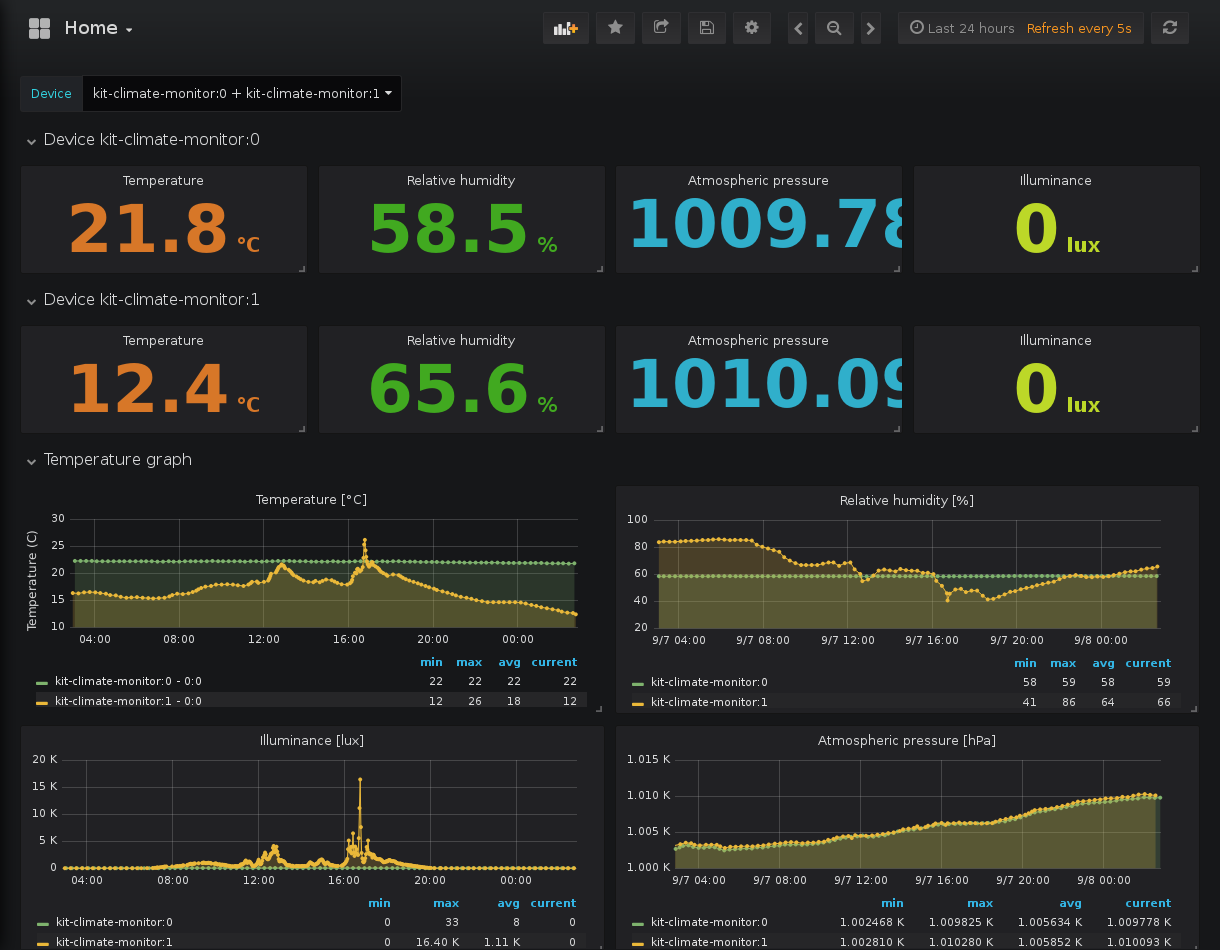 Home
Last 24 hours Refresh every 5s
Device kit-climate-monitor:0 + kit-climate-monitor:1
Device kit-climate-monitor:0
Temperature Relative humidity Atmospheric pressure Illuminance
21.8 °C 58.5 % 1009.78 0 lux
Device kit-climate-monitor:1
Temperature Relative humidity Atmospheric pressure Illuminance
12.4 °C 65.6 % 1010.09 0 lux
Temperature graph
Temperature [°C]
Temperature (C)
30
25
20
15
10
04:00 08:00 12:00 16:00 20:00 00:00
min max avg current
kit-climate-monitor:0 - 0:0 22 22 22 22
kit-climate-monitor:1 - 0:0 12 26 18 12
Relative humidity [%]
100
80
60
40
20
9/7 04:00 9/7 08:00 9/7 12:00 9/7 16:00 9/7 20:00 9/8 00:00
min max avg current
kit-climate-monitor:0 58 59 58 59
kit-climate-monitor:1 41 86 64 66
Illuminance [lux]
20 K
15 K
10 K
5 K
0
04:00 08:00 12:00 16:00 20:00 00:00
min max avg current
kit-climate-monitor:0 0 33 8 0
kit-climate-monitor:1 0 16.40 K 1.11 K 0
Atmospheric pressure [hPa]
1.015 K
1.010 K
1.005 K
1.000 K
9/7 04:00 9/7 08:00 9/7 12:00 9/7 16:00 9/7 20:00 9/8 00:00
min max avg current
kit-climate-monitor:0 1.002468 K 1.009825 K 1.005634 K 1.009778 K
kit-climate-monitor:1 1.002810 K 1.010280 K 1.005852 K 1.010093 K